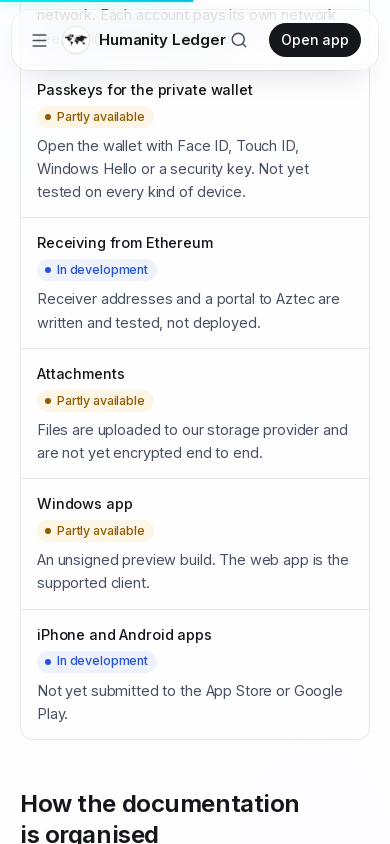 network. Each account pays its own network
Humanity Ledger
Open app
Passkeys for the private wallet
Partly available
Open the wallet with Face ID, Touch ID,
Windows Hello or a security key. Not yet
tested on every kind of device.
Receiving from Ethereum
In development
Receiver addresses and a portal to Aztec are
written and tested, not deployed.
Attachments
Partly available
Files are uploaded to our storage provider and
are not yet encrypted end to end.
Windows app
Partly available
An unsigned preview build. The web app is the
supported client.
iPhone and Android apps
In development
Not yet submitted to the App Store or Google
Play.
How the documentation
is organised